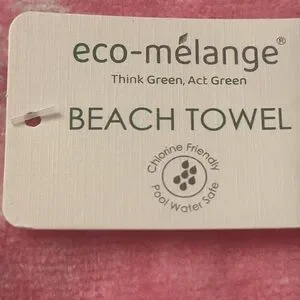 eco-mélange®
Think Green, Act Green
BEACH TOWEL
Chlorine Friendly
Pool Water Safe